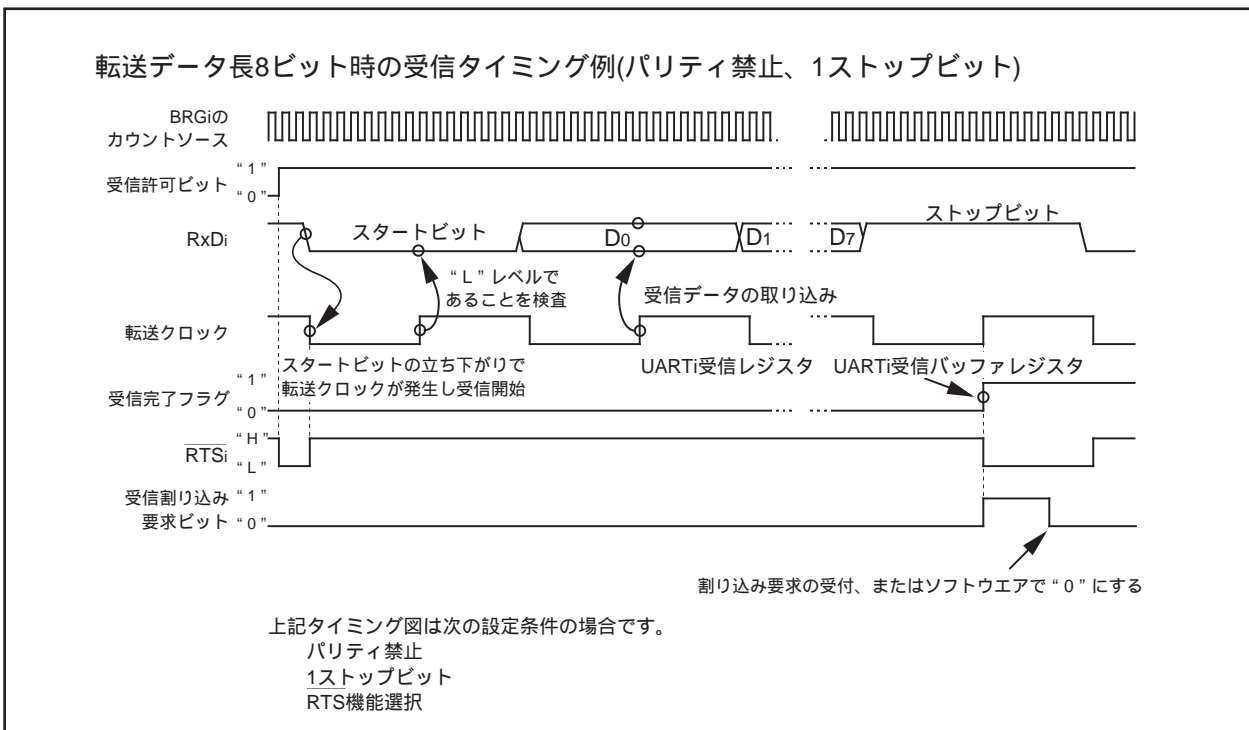 転送データ長8ビット時の受信タイミング例(パリティ禁止、1ストップビット)
BRGiの
カウントソース
受信許可ビット
“1”
“0”
RxDi
スタートビット
D0
D1
D7
ストップビット
“L”レベルで
あることを検査
受信データの取り込み
転送クロック
スタートビットの立ち下がりで
転送クロックが発生し受信開始
UARTi受信レジスタ
UARTi受信バッファレジスタ
受信完了フラグ
“1”
“0”
RTSi
“H”
“L”
受信割り込み
要求ビット
“1”
“0”
割り込み要求の受付、またはソフトウエアで“0”にする
上記タイミング図は次の設定条件の場合です。
パリティ禁止
1ストップビット
RTS機能選択